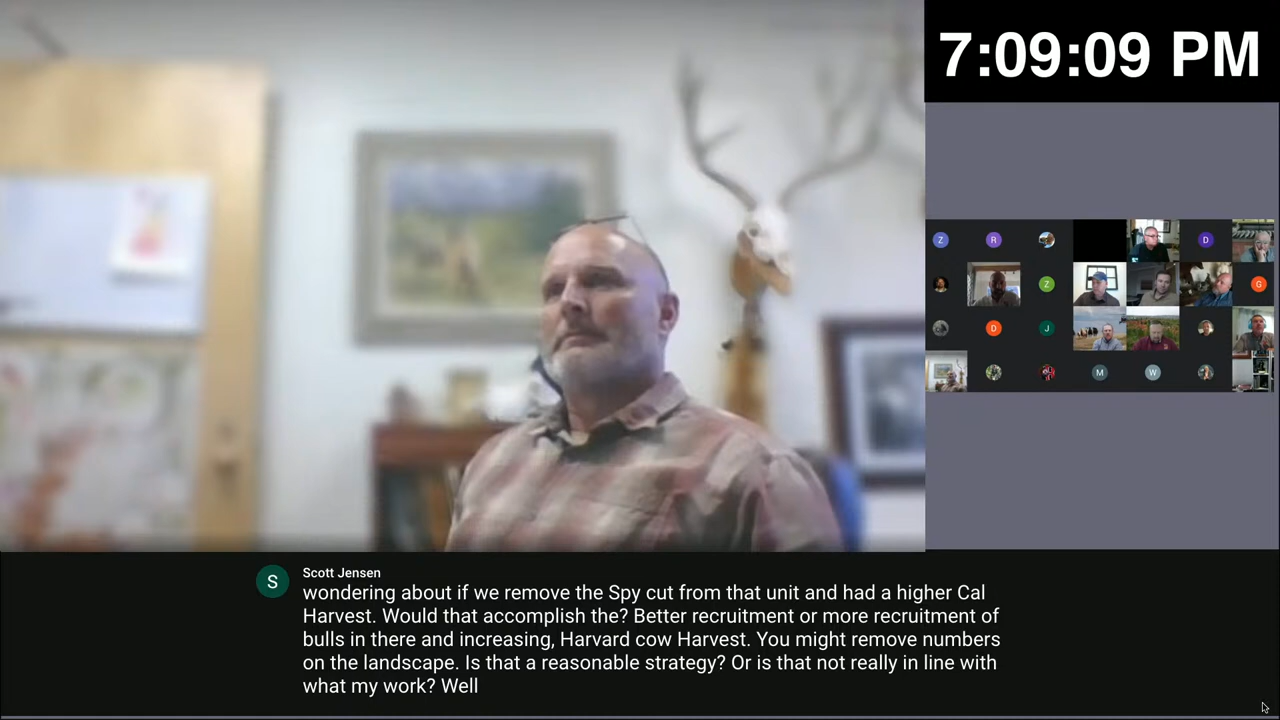 7:09:09 PM
Z
R
D
Z
G
D
J
M
W
S
Scott Jensen
wondering about if we remove the Spy cut from that unit and had a higher Cal
Harvest. Would that accomplish the? Better recruitment or more recruitment of
bulls in there and increasing, Harvard cow Harvest. You might remove numbers
on the landscape. Is that a reasonable strategy? Or is that not really in line with
what my work? Well